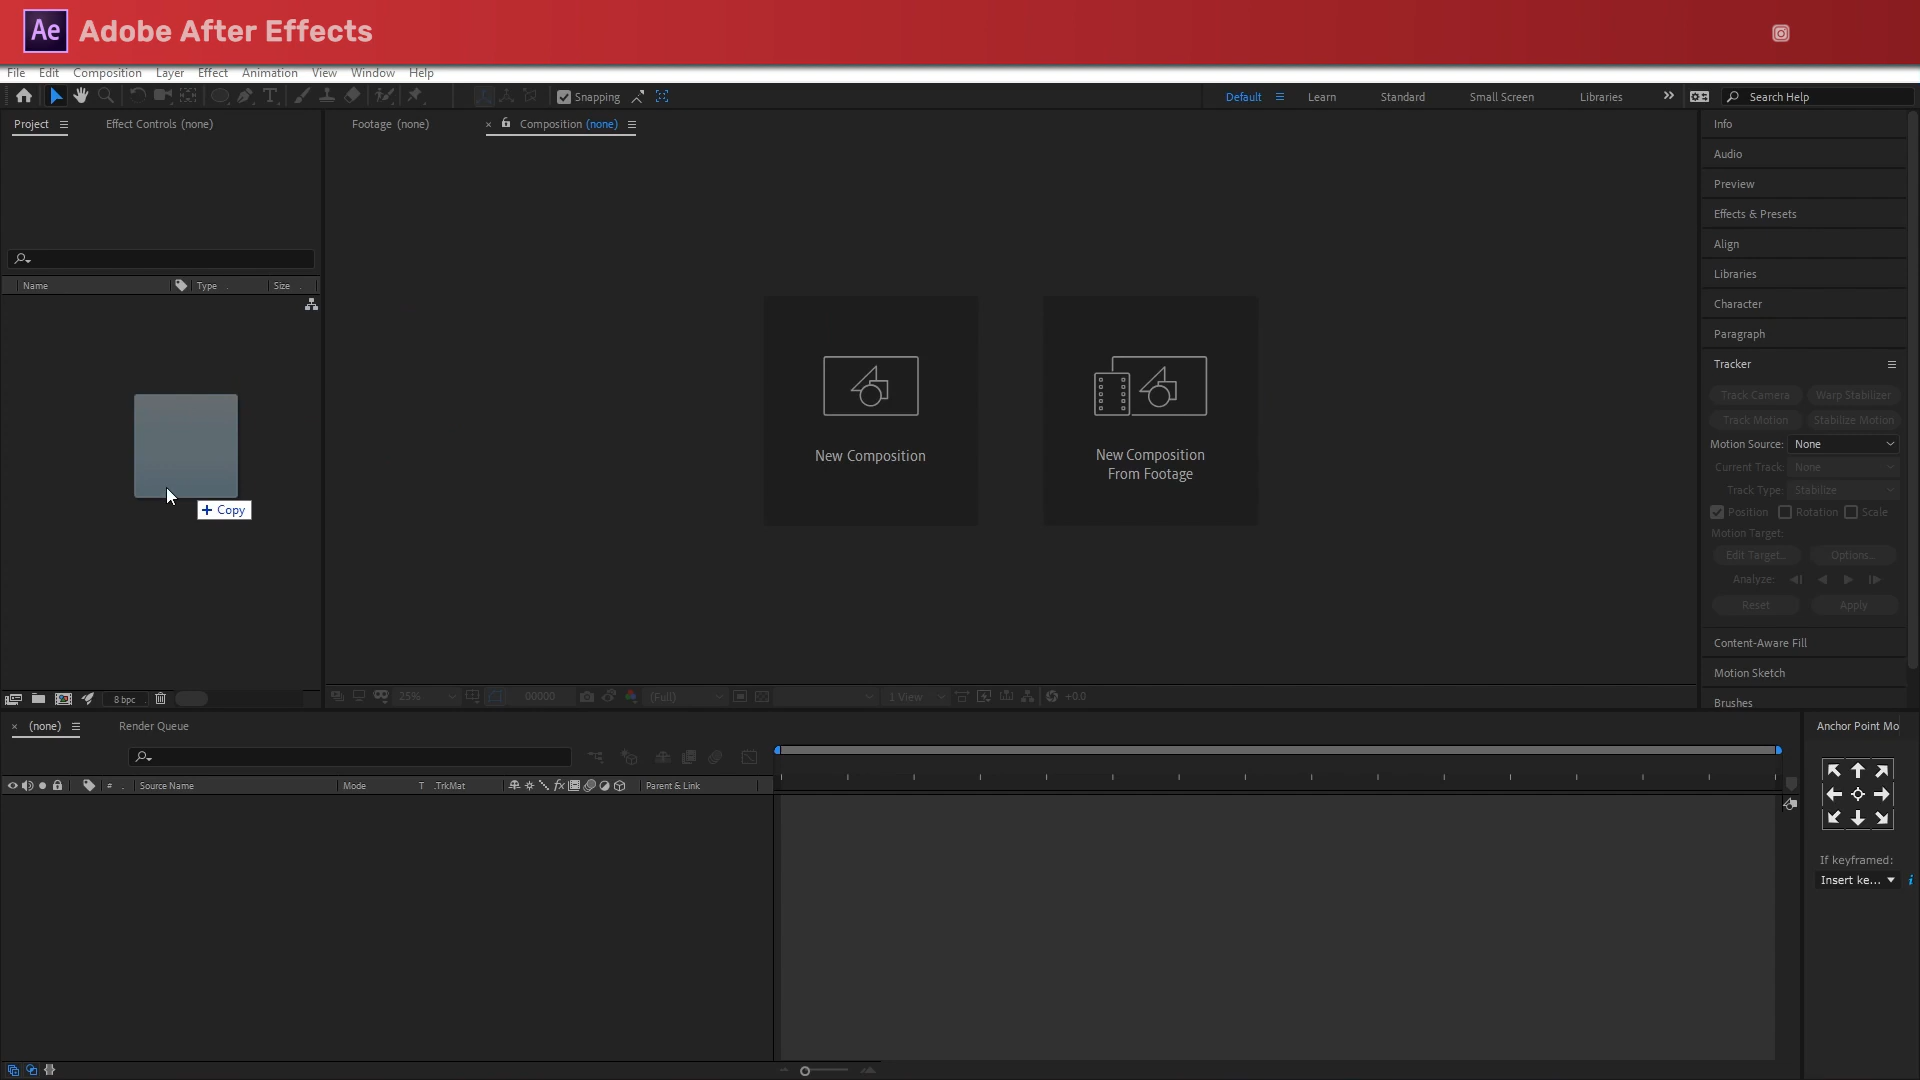 Ae Adobe After Effects
File Edit Composition Layer Effect Animation View Window Help
Snapping Default Learn Standard Small Screen Libraries Search Help
Project Effect Controls (none) Footage (none) Composition (none)
Name Type Size
Copy
New Composition
New Composition
From Footage
Info
Audio
Preview
Effects & Presets
Align
Libraries
Character
Paragraph
Tracker
Track Camera Warp Stabilizer
Track Motion Stabilize Motion
Motion Source: None
Current Track: None
Track Type: Stabilize
Position Rotation Scale
Motion Target:
Edit Target... Options...
Analyze:
Reset Apply
Content-Aware Fill
Motion Sketch
Brushes
8 bpc 25% 00000 (Full) 1 View +0.0
(none) Render Queue
# Source Name Mode T .TrkMat fx Parent & Link
Anchor Point Mo
If keyframed:
Insert ke... i